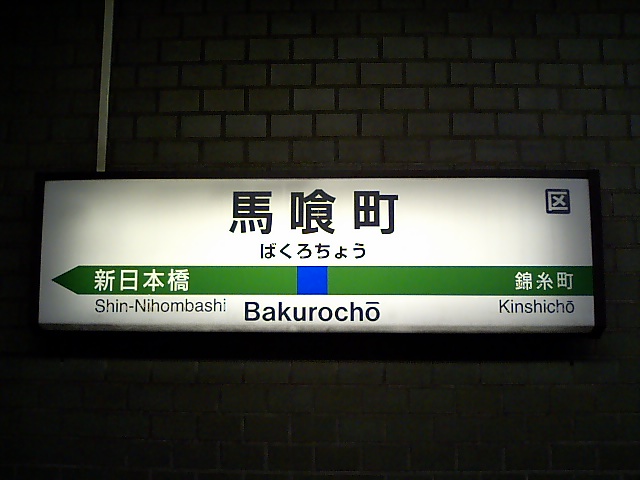 馬喰町
区
ばくろちょう
新日本橋
錦糸町
Shin-Nihombashi
Bakurochō
Kinshichō